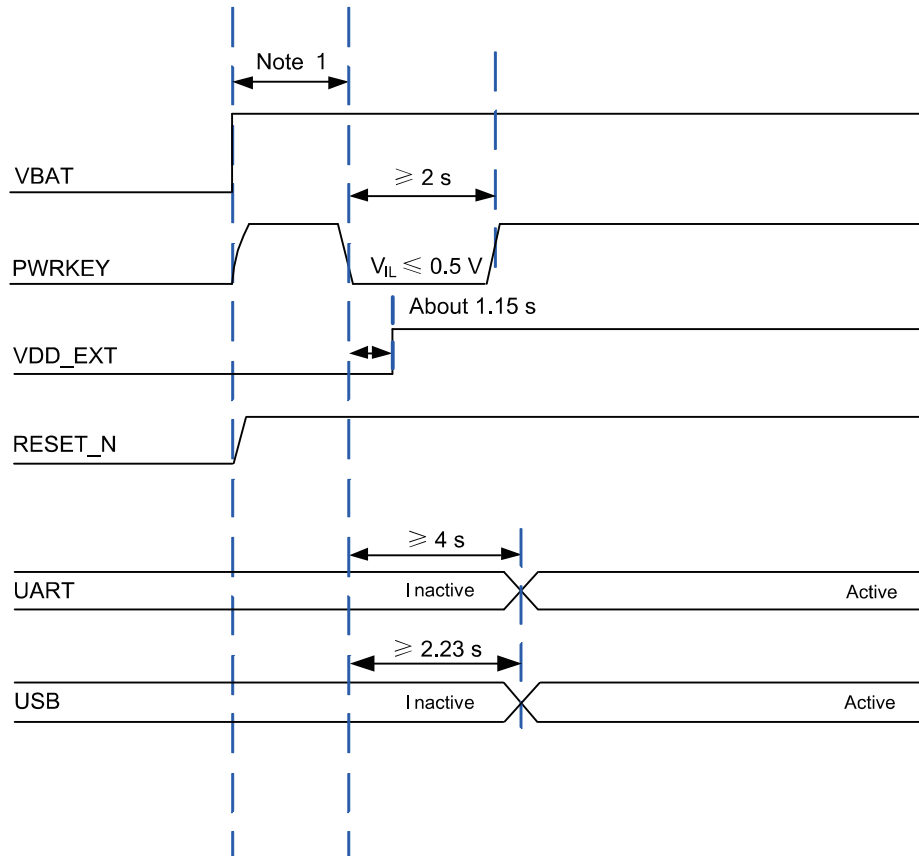 Note 1
VBAT
≥ 2 s
PWRKEY
VIL ≤ 0.5 V
About 1.15 s
VDD_EXT
RESET_N
≥ 4 s
UART
Inactive
Active
≥ 2.23 s
USB
Inactive
Active